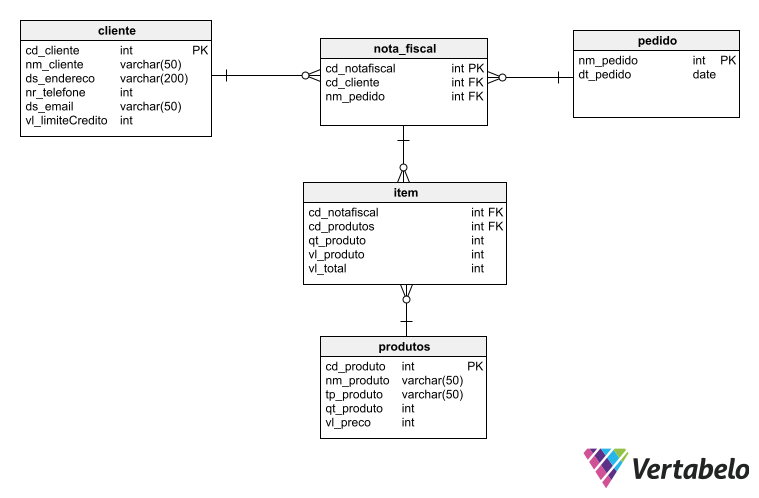 cliente
cd_cliente int PK
nm_cliente varchar(50)
ds_endereco varchar(200)
nr_telefone int
ds_email varchar(50)
vl_limiteCredito int
nota_fiscal
cd_notafiscal int PK
cd_cliente int FK
nm_pedido int FK
pedido
nm_pedido int PK
dt_pedido date
item
cd_notafiscal int FK
cd_produtos int FK
qt_produto int
vl_produto int
vl_total int
produtos
cd_produto int PK
nm_produto varchar(50)
tp_produto varchar(50)
qt_produto int
vl_preco int
Vertabelo